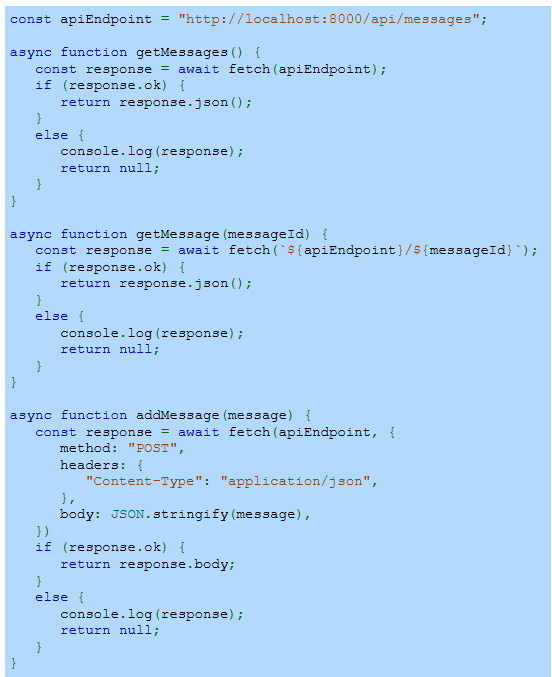 const apiEndpoint = "http://localhost:8000/api/messages";

async function getMessages() {
   const response = await fetch(apiEndpoint);
   if (response.ok) {
      return response.json();
   }
   else {
      console.log(response);
      return null;
   }
}

async function getMessage(messageId) {
   const response = await fetch(`${apiEndpoint}/${messageId}`);
   if (response.ok) {
      return response.json();
   }
   else {
      console.log(response);
      return null;
   }
}

async function addMessage(message) {
   const response = await fetch(apiEndpoint, {
      method: "POST",
      headers: {
         "Content-Type": "application/json",
      },
      body: JSON.stringify(message),
   })
   if (response.ok) {
      return response.body;
   }
   else {
      console.log(response);
      return null;
   }
}